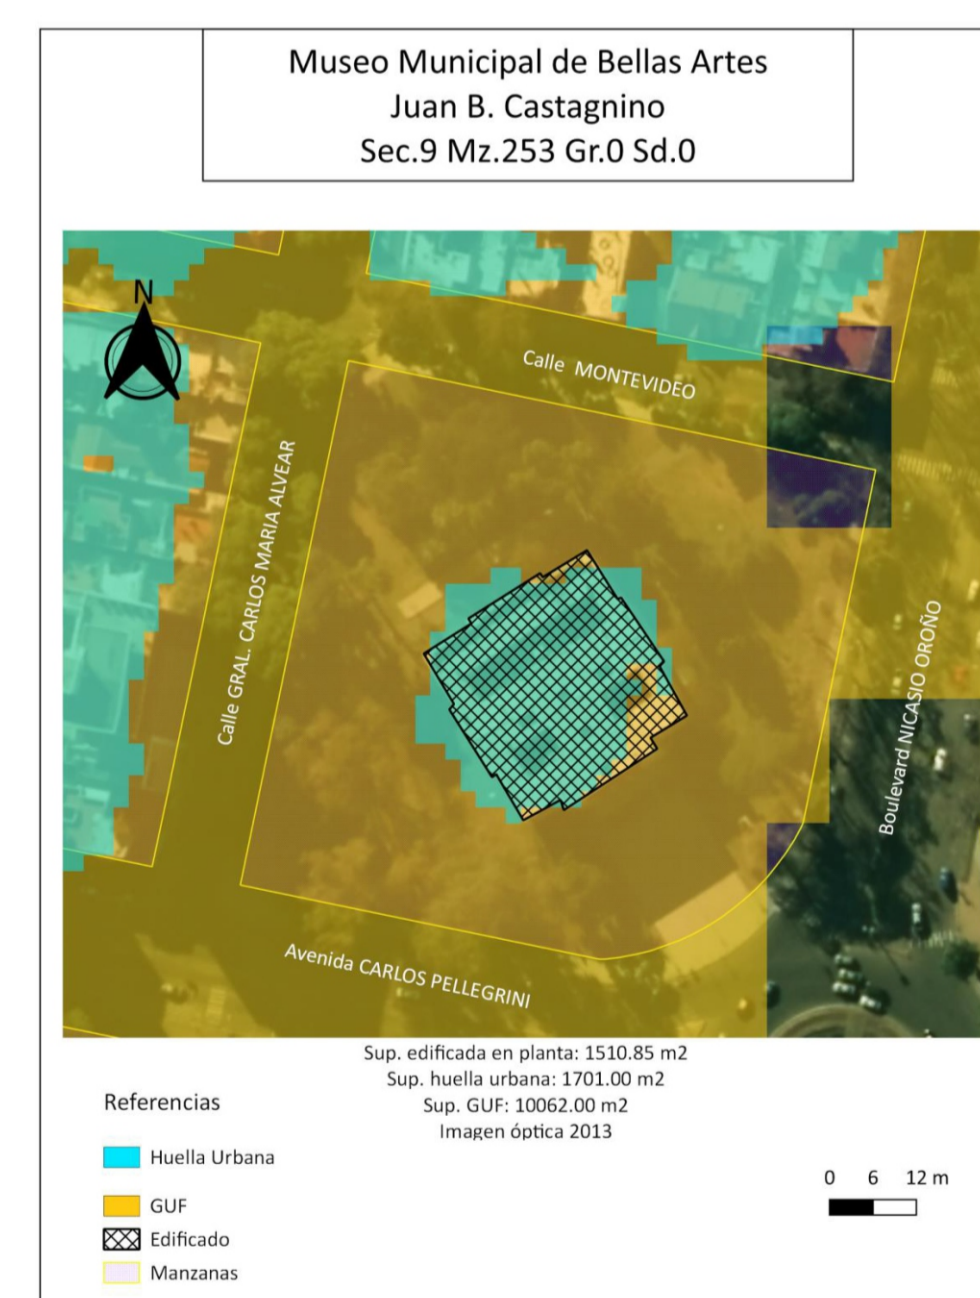 Museo Municipal de Bellas Artes
Juan B. Castagnino
Sec.9 Mz.253 Gr.0 Sd.0
N
Calle MONTEVIDEO
Calle GRAL. CARLOS MARIA ALVEAR
Boulevard NICASIO OROÑO
Avenida CARLOS PELLEGRINI
Sup. edificada en planta: 1510.85 m2
Sup. huella urbana: 1701.00 m2
Sup. GUF: 10062.00 m2
Imagen óptica 2013
Referencias
Huella Urbana
GUF
Edificado
Manzanas
0 6 12 m